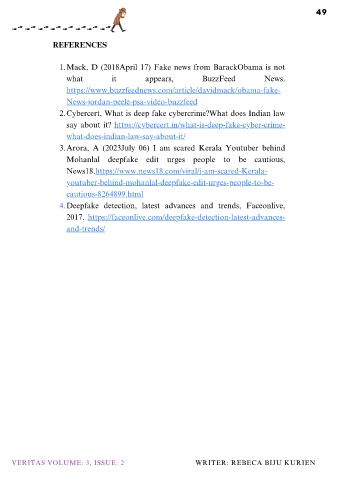 49
REFERENCES
1. Mack, D (2018April 17) Fake news from BarackObama is not
what it appears, BuzzFeed News.
https://www.buzzfeednews.com/article/davidmack/obama-fake-
News-jordan-peele-psa-video-buzzfeed
2. Cybercert, What is deep fake cybercrime?What does Indian law
say about it? https://cybercert.in/what-is-deep-fake-cyber-crime-
what-does-indian-law-say-about-it/
3. Arora, A (2023July 06) I am scared Kerala Youtuber behind
Mohanlal deepfake edit urges people to be cautious,
News18,https://www.news18.com/viral/i-am-scared-Kerala-
youtuber-behind-mohanlal-deepfake-edit-urges-people-to-be-
cautious-8264899.html
4. Deepfake detection, latest advances and trends, Faceonlive,
2017. https://faceonlive.com/deepfake-detection-latest-advances-
and-trends/
VERITAS VOLUME: 3, ISSUE: 2
WRITER: REBECA BIJU KURIEN